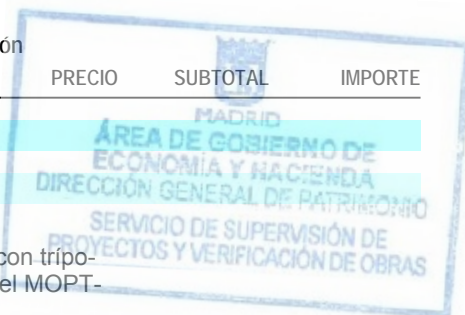 ón
PRECIO SUBTOTAL IMPORTE
MADRID
ÁREA DE GOBIERNO DE
ECONOMÍA Y HACIENDA
DIRECCIÓN GENERAL DE PATRIMONIO
SERVICIO DE SUPERVISIÓN DE
PROYECTOS Y VERIFICACIÓN DE OBRAS
con trípo-
el MOPT-